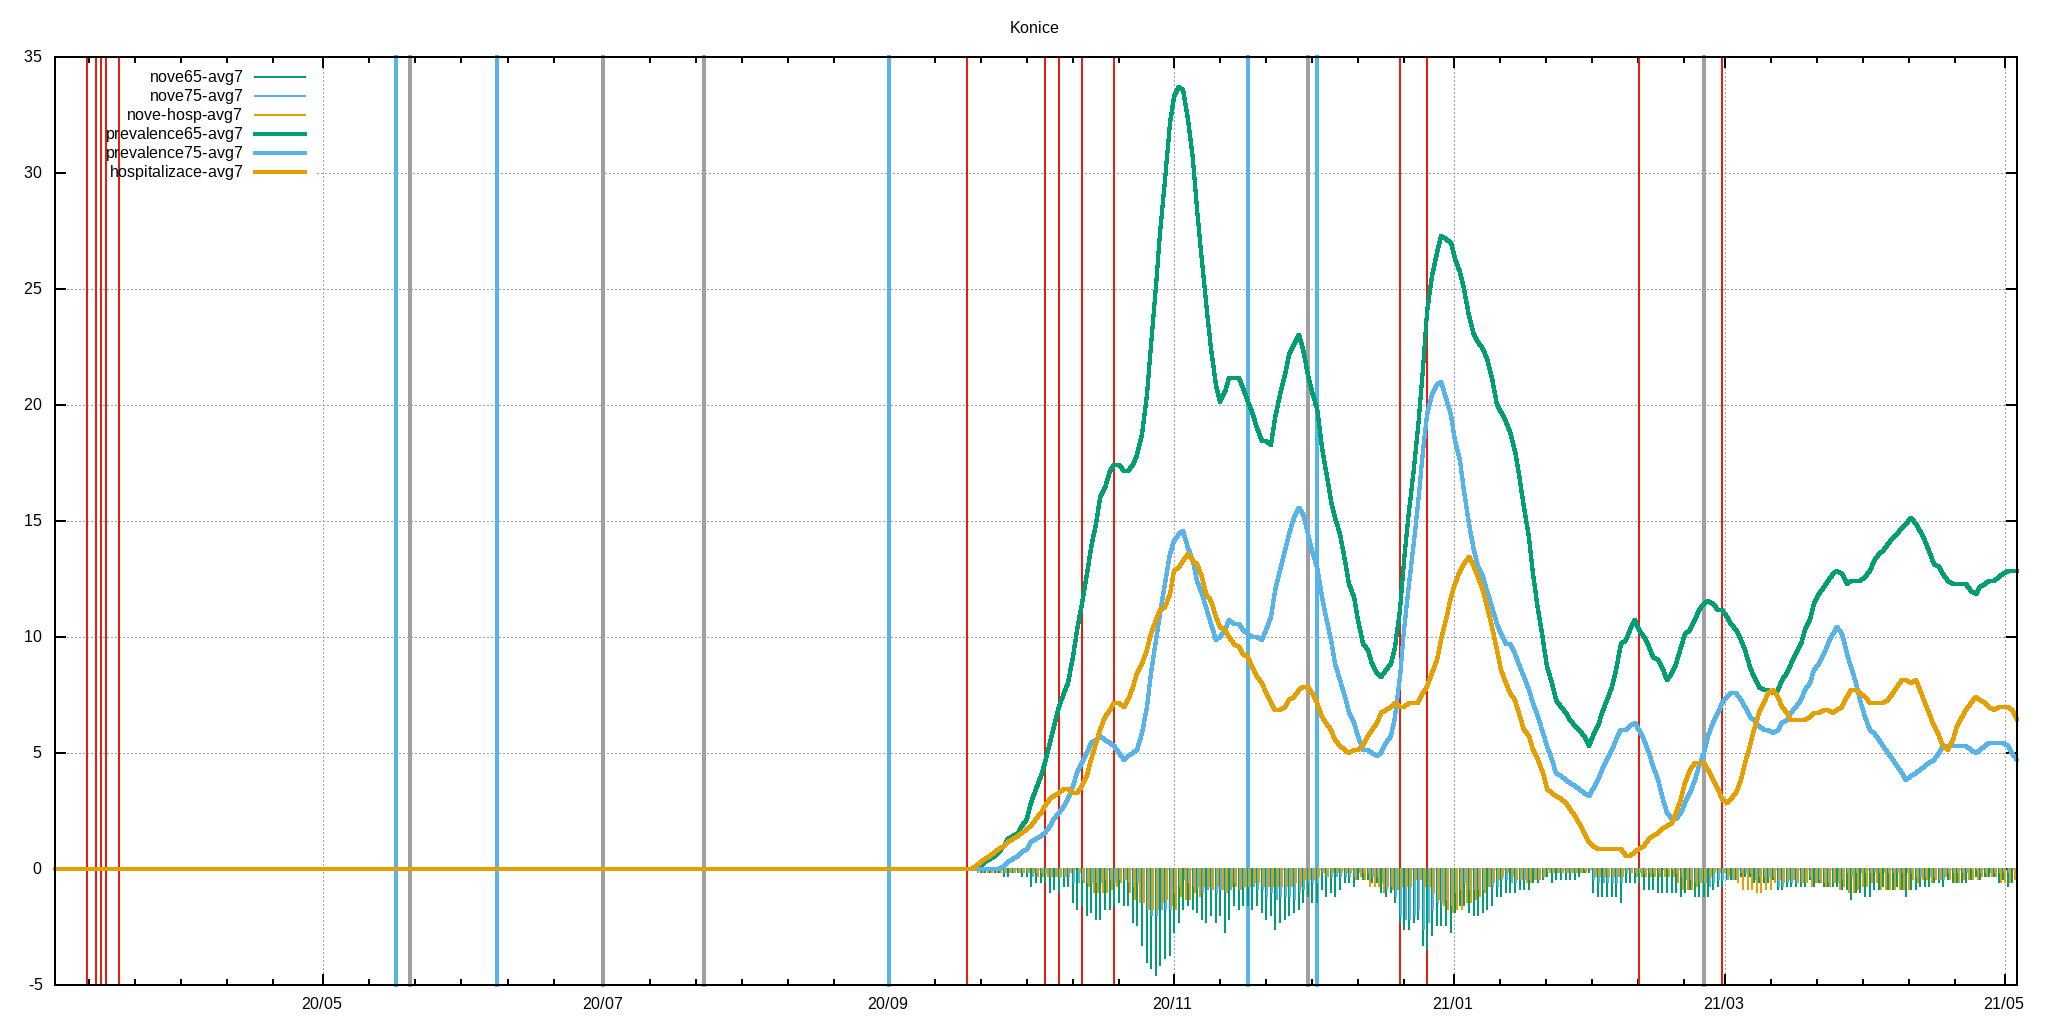 Konice
35
nove65-avg7
nove75-avg7
nove-hosp-avg7
prevalence65-avg7
prevalence75-avg7
hospitalizace-avg7
30
25
20
15
10
5
0
-5
20/05 20/07 20/09 20/11 21/01 21/03 21/05